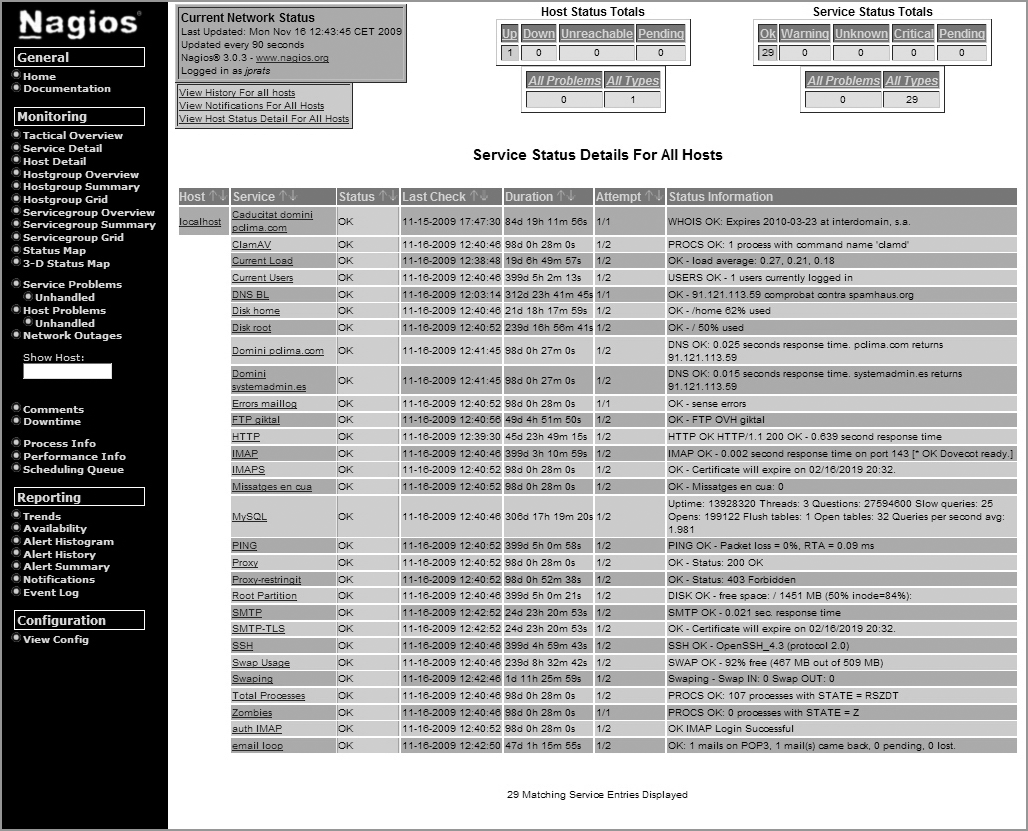 Nagios®
General
Home
Documentation
Monitoring
Tactical Overview
Service Detail
Host Detail
Hostgroup Overview
Hostgroup Summary
Hostgroup Grid
Servicegroup Overview
Servicegroup Summary
Servicegroup Grid
Status Map
3-D Status Map
Service Problems
Unhandled
Host Problems
Unhandled
Network Outages
Show Host:
Comments
Downtime
Process Info
Performance Info
Scheduling Queue
Reporting
Trends
Availability
Alert Histogram
Alert History
Alert Summary
Notifications
Event Log
Configuration
View Config
Current Network Status
Last Updated: Mon Nov 16 12:43:45 CET 2009
Updated every 90 seconds
Nagios® 3.0.3 - www.nagios.org
Logged in as jprats
View History For all hosts
View Notifications For All Hosts
View Host Status Detail For All Hosts
Host Status Totals
Up Down Unreachable Pending
1 0 0 0
All Problems All Types
0 1
Service Status Totals
Ok Warning Unknown Critical Pending
29 0 0 0 0
All Problems All Types
0 29
Service Status Details For All Hosts
Host Service Status Last Check Duration Attempt Status Information
localhost Caducitat domini pclima.com OK 11-15-2009 17:47:30 84d 19h 11m 56s 1/1 WHOIS OK: Expires 2010-03-23 at interdomain, s.a.
ClamAV OK 11-16-2009 12:40:46 98d 0h 28m 0s 1/2 PROCS OK: 1 process with command name 'clamd'
Current Load OK 11-16-2009 12:38:48 19d 6h 49m 57s 1/2 OK - load average: 0.27, 0.21, 0.18
Current Users OK 11-16-2009 12:40:46 399d 5h 2m 13s 1/2 USERS OK - 1 users currently logged in
DNS BL OK 11-16-2009 12:03:14 312d 23h 41m 45s 1/1 OK - 91.121.113.59 comprobat contra spamhaus.org
Disk home OK 11-16-2009 12:40:46 21d 18h 17m 59s 1/2 OK - /home 62% used
Disk root OK 11-16-2009 12:40:52 239d 16h 56m 41s 1/2 OK - / 50% used
Domini pclima.com OK 11-16-2009 12:41:45 98d 0h 27m 0s 1/2 DNS OK: 0.025 seconds response time. pclima.com returns 91.121.113.59
Domini systemadmin.es OK 11-16-2009 12:41:45 98d 0h 27m 0s 1/2 DNS OK: 0.015 seconds response time. systemadmin.es returns 91.121.113.59
Errors maillog OK 11-16-2009 12:40:52 98d 0h 28m 0s 1/1 OK - sense errors
FTP giktal OK 11-16-2009 12:40:56 49d 4h 51m 50s 1/2 OK - FTP OVH giktal
HTTP OK 11-16-2009 12:39:30 45d 23h 49m 15s 1/2 HTTP OK HTTP/1.1 200 OK - 0.639 second response time
IMAP OK 11-16-2009 12:40:46 399d 3h 10m 59s 1/2 IMAP OK - 0.002 second response time on port 143 [* OK Dovecot ready.]
IMAPS OK 11-16-2009 12:40:52 98d 0h 28m 0s 1/2 OK - Certificate will expire on 02/16/2019 20:32.
Missatges en cua OK 11-16-2009 12:40:52 98d 0h 28m 0s 1/2 OK - Missatges en cua: 0
MySQL OK 11-16-2009 12:40:46 306d 17h 19m 20s 1/2 Uptime: 13928320 Threads: 3 Questions: 27594600 Slow queries: 25 Opens: 199122 Flush tables: 1 Open tables: 32 Queries per second avg: 1.981
PING OK 11-16-2009 12:40:52 399d 5h 0m 58s 1/2 PING OK - Packet loss = 0%, RTA = 0.09 ms
Proxy OK 11-16-2009 12:40:52 98d 0h 28m 0s 1/2 OK - Status: 200 OK
Proxy-restringit OK 11-16-2009 12:40:52 98d 0h 52m 38s 1/2 OK - Status: 403 Forbidden
Root Partition OK 11-16-2009 12:40:46 399d 5h 0m 21s 1/2 DISK OK - free space: / 1451 MB (50% inode=84%):
SMTP OK 11-16-2009 12:42:52 24d 23h 20m 53s 1/2 SMTP OK - 0.021 sec. response time
SMTP-TLS OK 11-16-2009 12:42:52 24d 23h 20m 53s 1/2 OK - Certificate will expire on 02/16/2019 20:32.
SSH OK 11-16-2009 12:40:46 399d 4h 59m 43s 1/2 SSH OK - OpenSSH_4.3 (protocol 2.0)
Swap Usage OK 11-16-2009 12:40:46 239d 8h 32m 42s 1/2 SWAP OK - 92% free (467 MB out of 509 MB)
Swaping OK 11-16-2009 12:42:46 1d 11h 25m 59s 1/2 Swaping - Swap IN: 0 Swap OUT: 0
Total Processes OK 11-16-2009 12:40:46 98d 0h 28m 0s 1/2 PROCS OK: 107 processes with STATE = RSZDT
Zombies OK 11-16-2009 12:40:46 98d 0h 28m 0s 1/1 PROCS OK: 0 processes with STATE = Z
auth IMAP OK 11-16-2009 12:40:52 98d 0h 28m 0s 1/2 OK IMAP Login Successful
email loop OK 11-16-2009 12:42:50 47d 1h 15m 55s 1/2 OK: 1 mails on POP3, 1 mail(s) came back, 0 pending, 0 lost.
29 Matching Service Entries Displayed